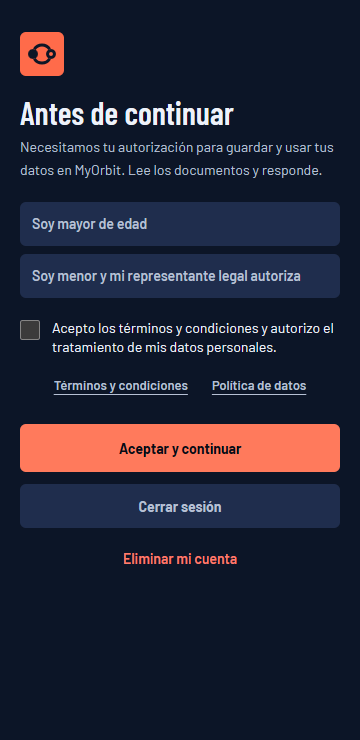 Antes de continuar
Necesitamos tu autorización para guardar y usar tus
datos en MyOrbit. Lee los documentos y responde.
Soy mayor de edad
Soy menor y mi representante legal autoriza
Acepto los términos y condiciones y autorizo el
tratamiento de mis datos personales.
Términos y condiciones Política de datos
Aceptar y continuar
Cerrar sesión
Eliminar mi cuenta